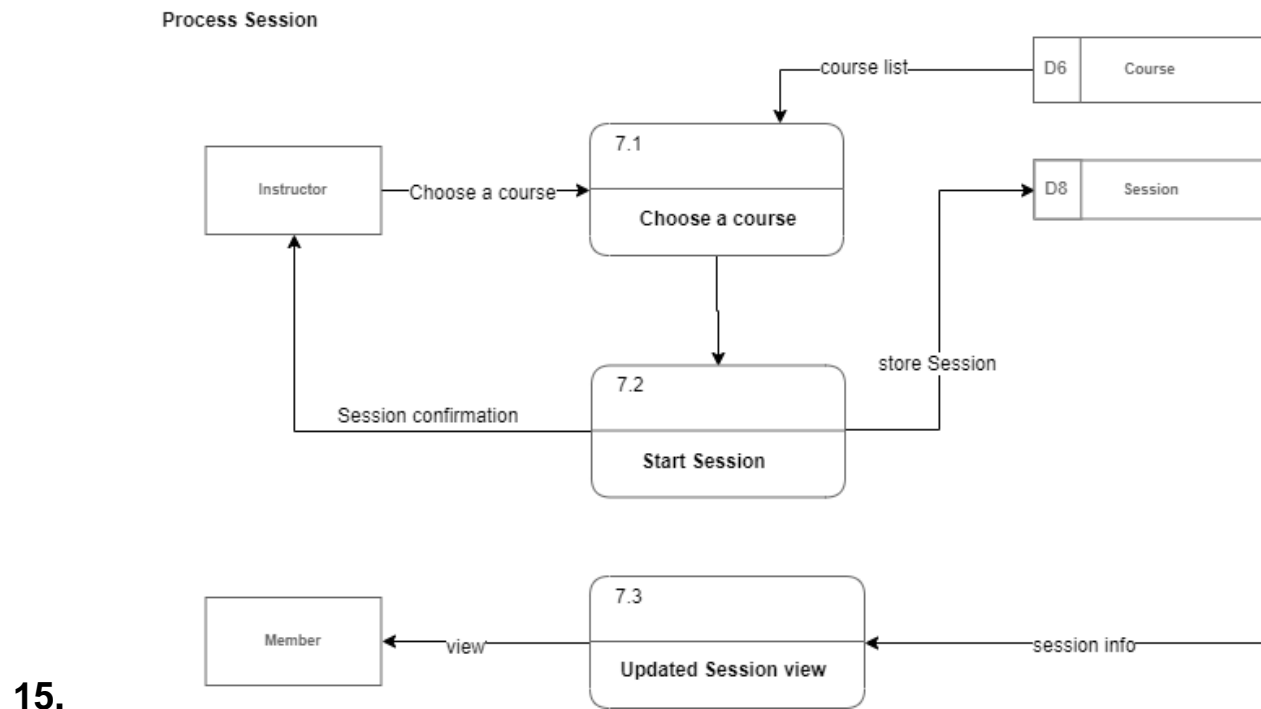 Process Session
course list
D6
Course
7.1
Instructor
Choose a course
D8
Session
Choose a course
store Session
7.2
Session confirmation
Start Session
7.3
Member
view
session info
Updated Session view
15.